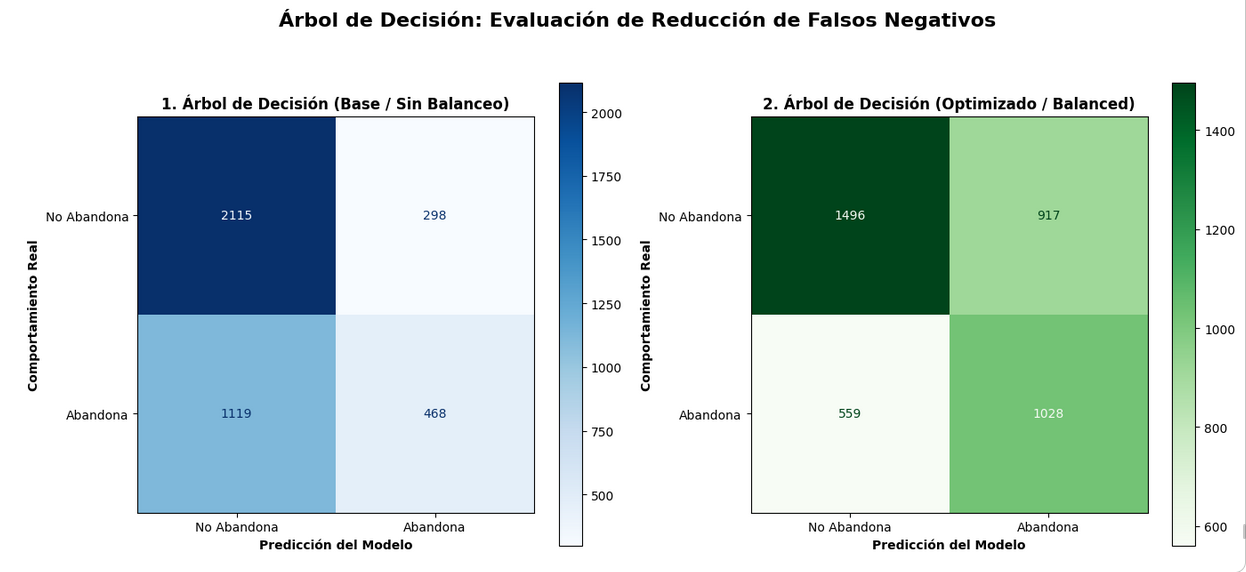 Árbol de Decisión: Evaluación de Reducción de Falsos Negativos
1. Árbol de Decisión (Base / Sin Balanceo)
Comportamiento Real
No Abandona
Abandona
2115
298
1119
468
No Abandona
Abandona
Predicción del Modelo
2000
1750
1500
1250
1000
750
500
2. Árbol de Decisión (Optimizado / Balanced)
Comportamiento Real
No Abandona
Abandona
1496
917
559
1028
No Abandona
Abandona
Predicción del Modelo
1400
1200
1000
800
600